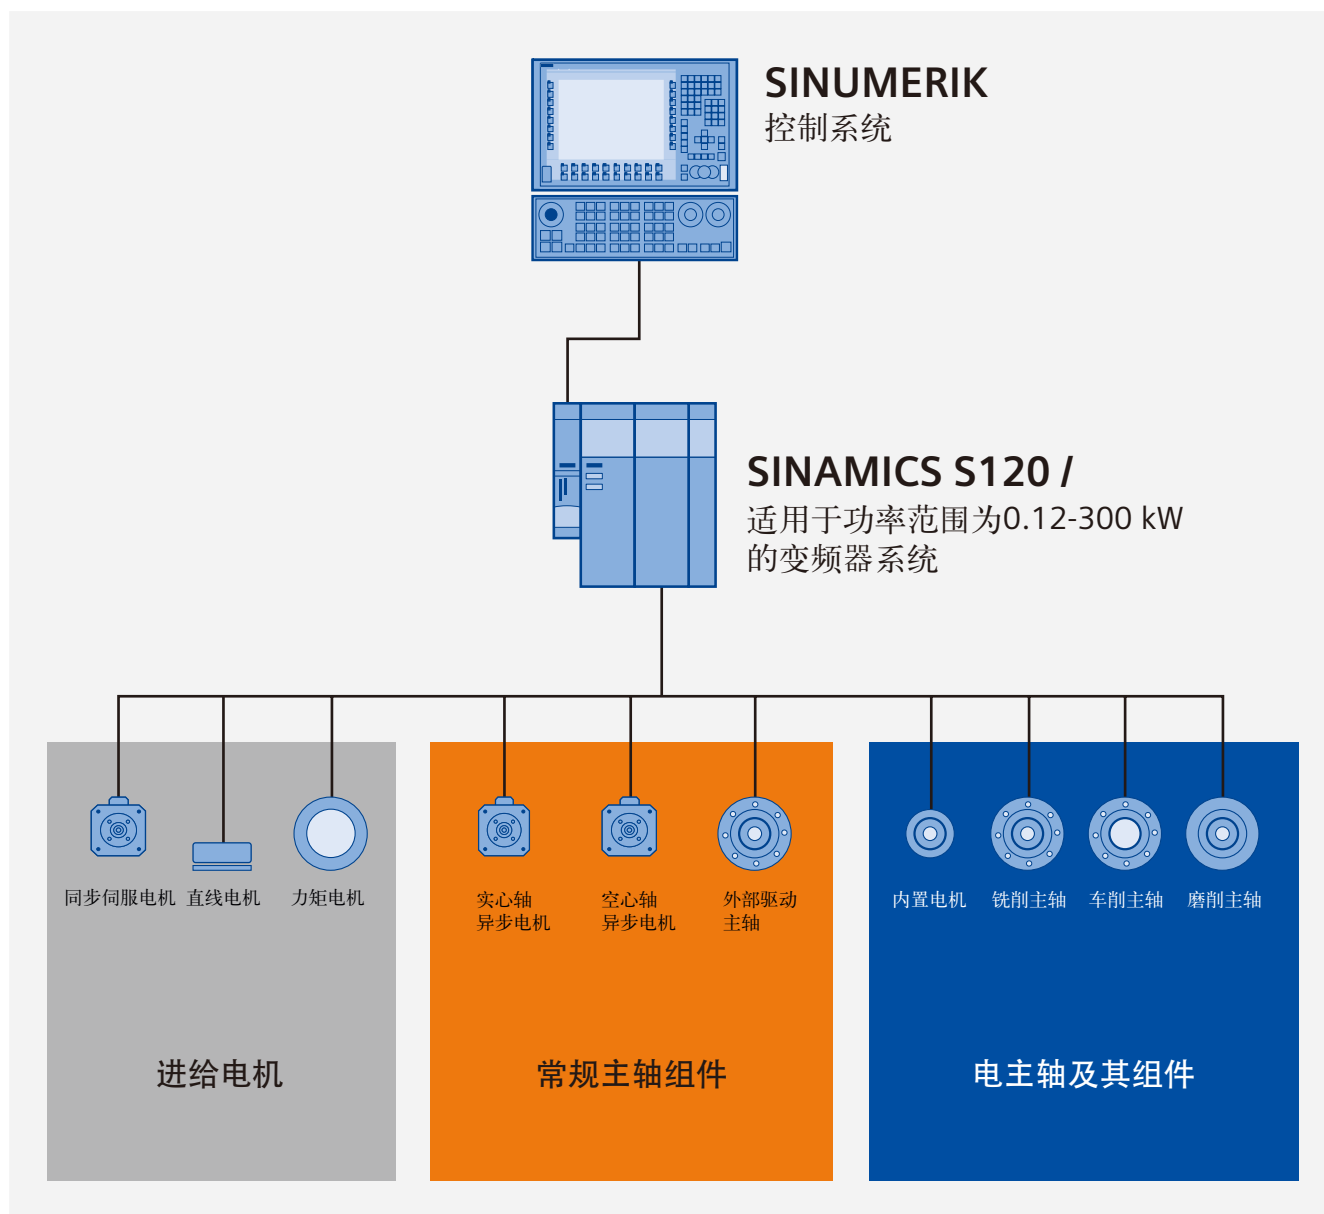 SINUMERIK
控制系统
SINAMICS S120 /
适用于功率范围为0.12-300 kW
的变频器系统
同步伺服电机 直线电机 力矩电机
实心轴
异步电机
空心轴
异步电机
外部驱动
主轴
内置电机 铣削主轴 车削主轴 磨削主轴
进给电机
常规主轴组件
电主轴及其组件